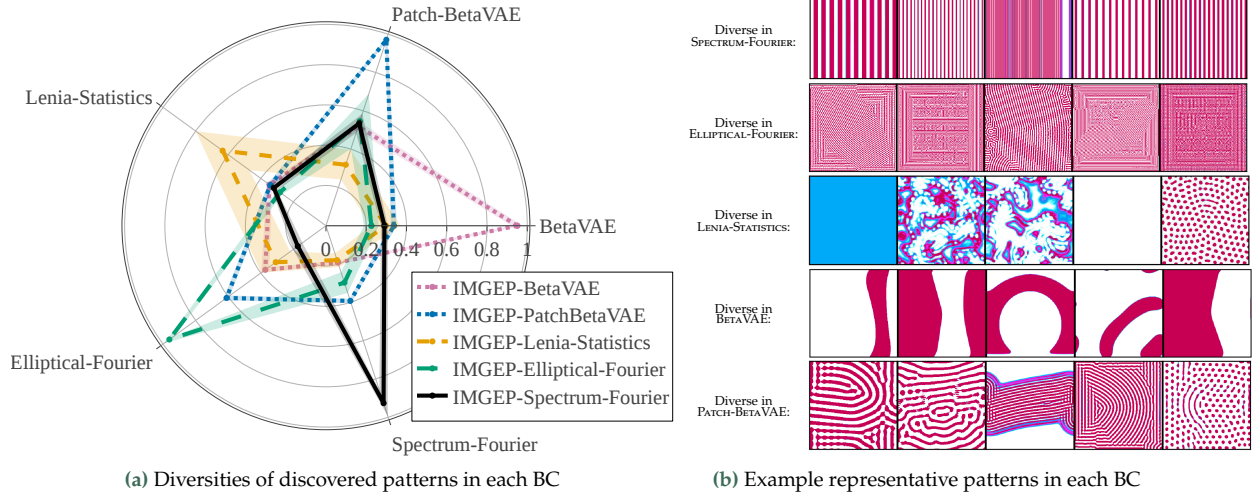 Patch-BetaVAE
Lenia-Statistics
BetaVAE
0 0.2 0.4 0.6 0.8 1
Elliptical-Fourier
Spectrum-Fourier
IMGEP-BetaVAE
IMGEP-PatchBetaVAE
IMGEP-Lenia-Statistics
IMGEP-Elliptical-Fourier
IMGEP-Spectrum-Fourier
(a) Diversities of discovered patterns in each BC
Diverse in
Spectrum-Fourier:
Diverse in
Elliptical-Fourier:
Diverse in
Lenia-Statistics:
Diverse in
BetaVAE:
Diverse in
Patch-BetaVAE:
(b) Example representative patterns in each BC